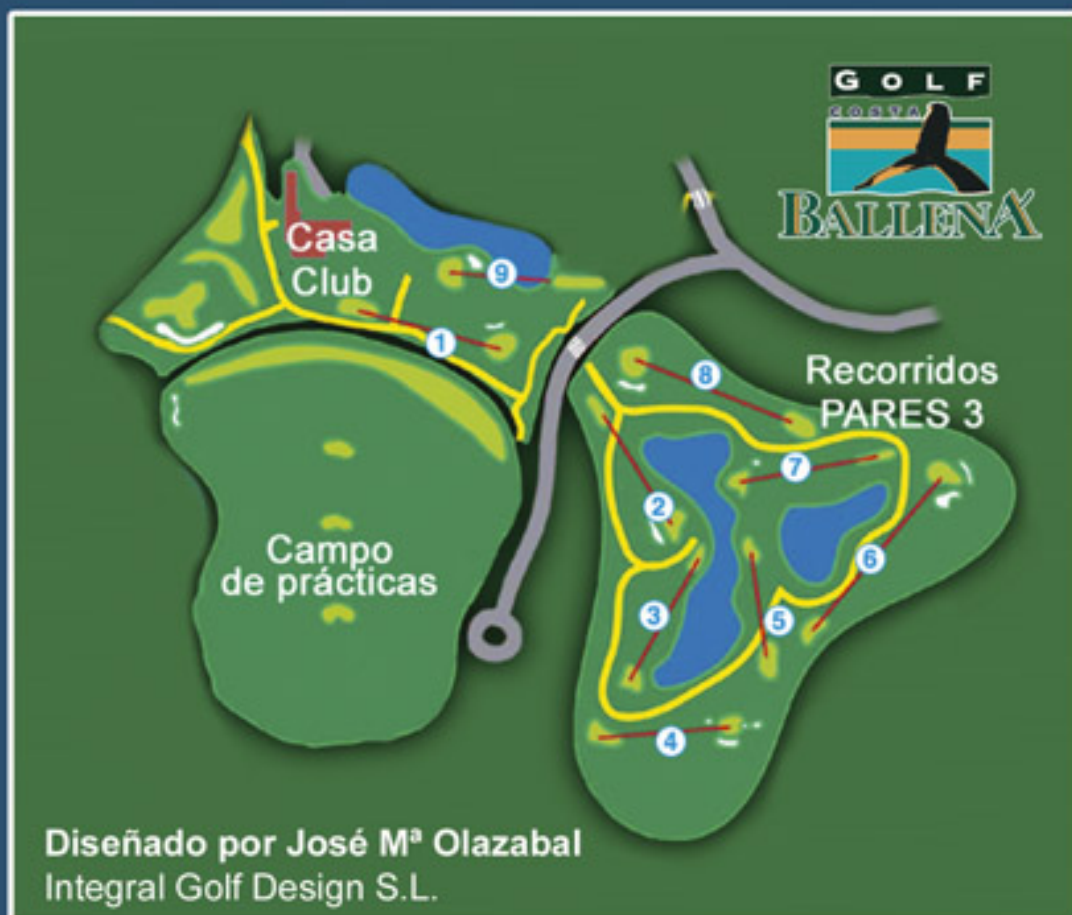 GOLF
COSTA
BALLENA
Casa
Club
9
1
8
Recorridos
PARES 3
7
2
6
Campo
de prácticas
3
5
4
Diseñado por José Mª Olazabal
Integral Golf Design S.L.